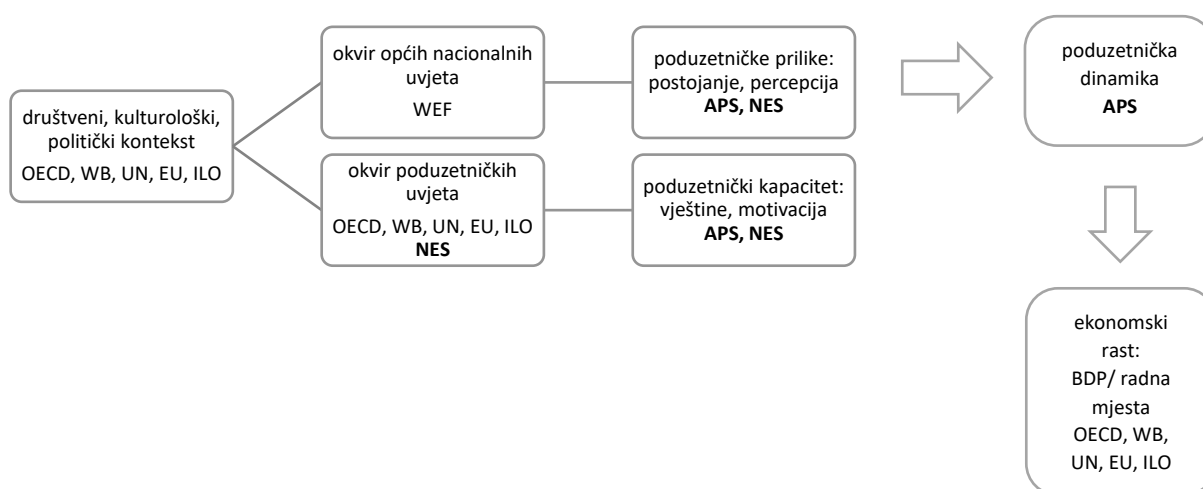 društveni, kulturološki,
politički kontekst
OECD, WB, UN, EU, ILO
okvir općih nacionalnih
uvjeta
WEF
okvir poduzetničkih
uvjeta
OECD, WB, UN, EU, ILO
NES
poduzetničke prilike:
postojanje, percepcija
APS, NES
poduzetnički kapacitet:
vještine, motivacija
APS, NES
poduzetnička
dinamika
APS
ekonomski
rast:
BDP/ radna
mjesta
OECD, WB,
UN, EU, ILO